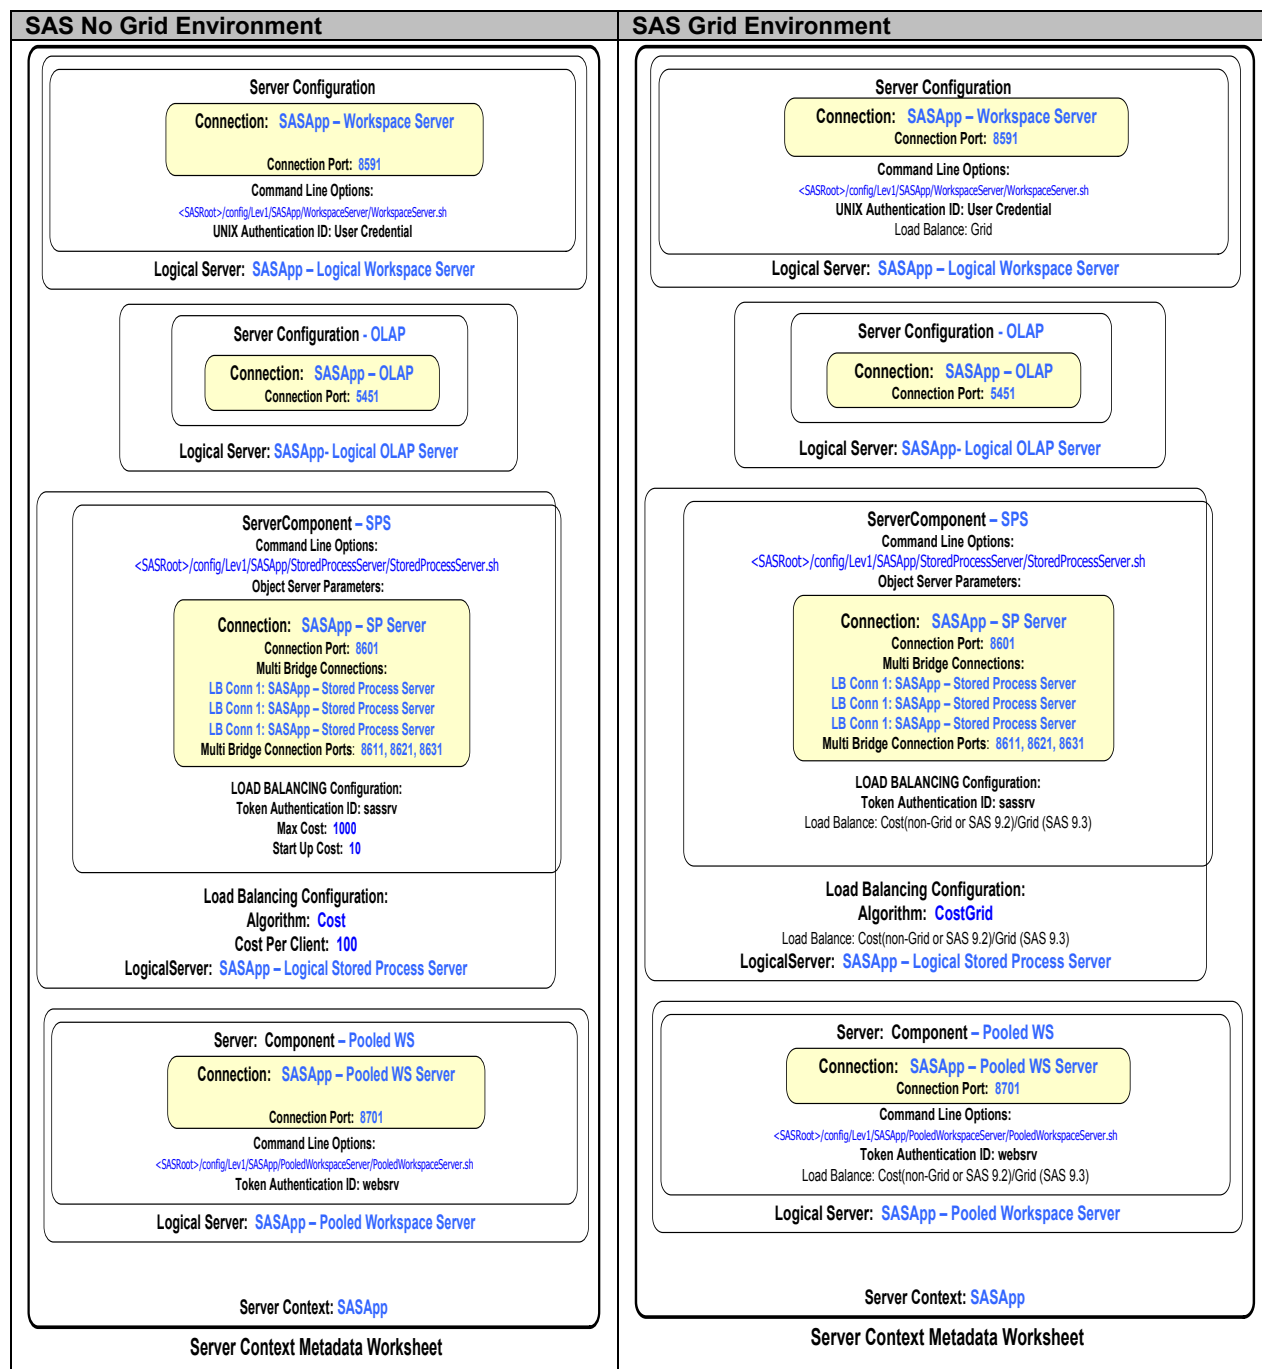 SAS No Grid Environment
Server Configuration
Connection: SASApp – Workspace Server
Connection Port: 8591
Command Line Options:
<SASRoot>/config/Lev1/SASApp/WorkspaceServer/WorkspaceServer.sh
UNIX Authentication ID: User Credential
Logical Server: SASApp – Logical Workspace Server
Server Configuration - OLAP
Connection: SASApp – OLAP
Connection Port: 5451
Logical Server: SASApp- Logical OLAP Server
ServerComponent – SPS
Command Line Options:
<SASRoot>/config/Lev1/SASApp/StoredProcessServer/StoredProcessServer.sh
Object Server Parameters:
Connection: SASApp – SP Server
Connection Port: 8601
Multi Bridge Connections:
LB Conn 1: SASApp – Stored Process Server
LB Conn 1: SASApp – Stored Process Server
LB Conn 1: SASApp – Stored Process Server
Multi Bridge Connection Ports: 8611, 8621, 8631
LOAD BALANCING Configuration:
Token Authentication ID: sassrv
Max Cost: 1000
Start Up Cost: 10
Load Balancing Configuration:
Algorithm: Cost
Cost Per Client: 100
LogicalServer: SASApp – Logical Stored Process Server
Server: Component – Pooled WS
Connection: SASApp – Pooled WS Server
Connection Port: 8701
Command Line Options:
<SASRoot>/config/Lev1/SASApp/PooledWorkspaceServer/PooledWorkspaceServer.sh
Token Authentication ID: websrv
Logical Server: SASApp – Pooled Workspace Server
Server Context: SASApp
Server Context Metadata Worksheet
SAS Grid Environment
Server Configuration
Connection: SASApp – Workspace Server
Connection Port: 8591
Command Line Options:
<SASRoot>/config/Lev1/SASApp/WorkspaceServer/WorkspaceServer.sh
UNIX Authentication ID: User Credential
Load Balance: Grid
Logical Server: SASApp – Logical Workspace Server
Server Configuration - OLAP
Connection: SASApp – OLAP
Connection Port: 5451
Logical Server: SASApp- Logical OLAP Server
ServerComponent – SPS
Command Line Options:
<SASRoot>/config/Lev1/SASApp/StoredProcessServer/StoredProcessServer.sh
Object Server Parameters:
Connection: SASApp – SP Server
Connection Port: 8601
Multi Bridge Connections:
LB Conn 1: SASApp – Stored Process Server
LB Conn 1: SASApp – Stored Process Server
LB Conn 1: SASApp – Stored Process Server
Multi Bridge Connection Ports: 8611, 8621, 8631
LOAD BALANCING Configuration:
Token Authentication ID: sassrv
Load Balance: Cost(non-Grid or SAS 9.2)/Grid (SAS 9.3)
Load Balancing Configuration:
Algorithm: CostGrid
Load Balance: Cost(non-Grid or SAS 9.2)/Grid (SAS 9.3)
LogicalServer: SASApp – Logical Stored Process Server
Server: Component – Pooled WS
Connection: SASApp – Pooled WS Server
Connection Port: 8701
Command Line Options:
<SASRoot>/config/Lev1/SASApp/PooledWorkspaceServer/PooledWorkspaceServer.sh
Token Authentication ID: websrv
Load Balance: Cost(non-Grid or SAS 9.2)/Grid (SAS 9.3)
Logical Server: SASApp – Pooled Workspace Server
Server Context: SASApp
Server Context Metadata Worksheet